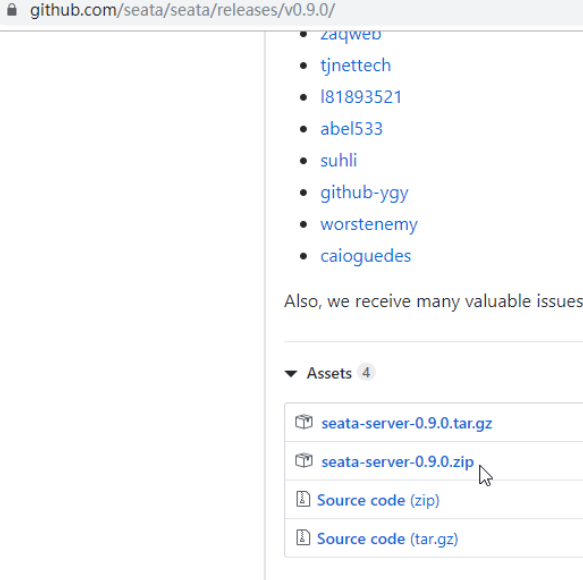 github.com/seata/seata/releases/v0.9.0/
zaqweb
tjnettech
l81893521
abel533
suhli
github-ygy
worstenemy
caioguedes
Also, we receive many valuable issues
Assets 4
seata-server-0.9.0.tar.gz
seata-server-0.9.0.zip
Source code (zip)
Source code (tar.gz)